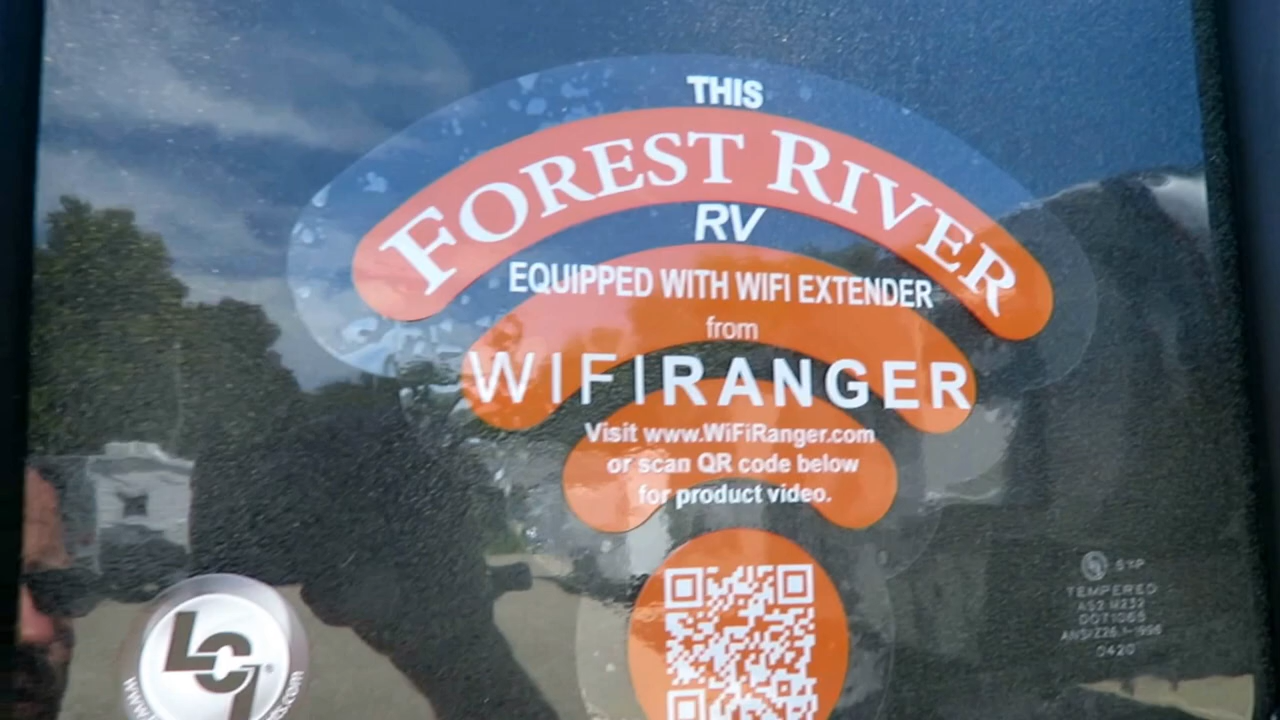 THIS
FOREST RIVER
RV
EQUIPPED WITH WIFI EXTENDER
from
WIFIRANGER
Visit www.WiFiRanger.com
or scan QR code below
for product video.
LCI
TEMPERED
0420